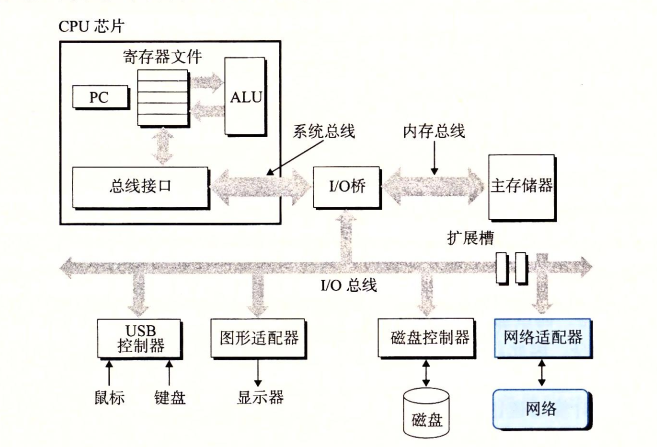 CPU 芯片
寄存器文件
PC
ALU
系统总线
内存总线
总线接口
I/O桥
主存储器
扩展槽
I/O 总线
USB
控制器
图形适配器
磁盘控制器
网络适配器
鼠标
键盘
显示器
磁盘
网络